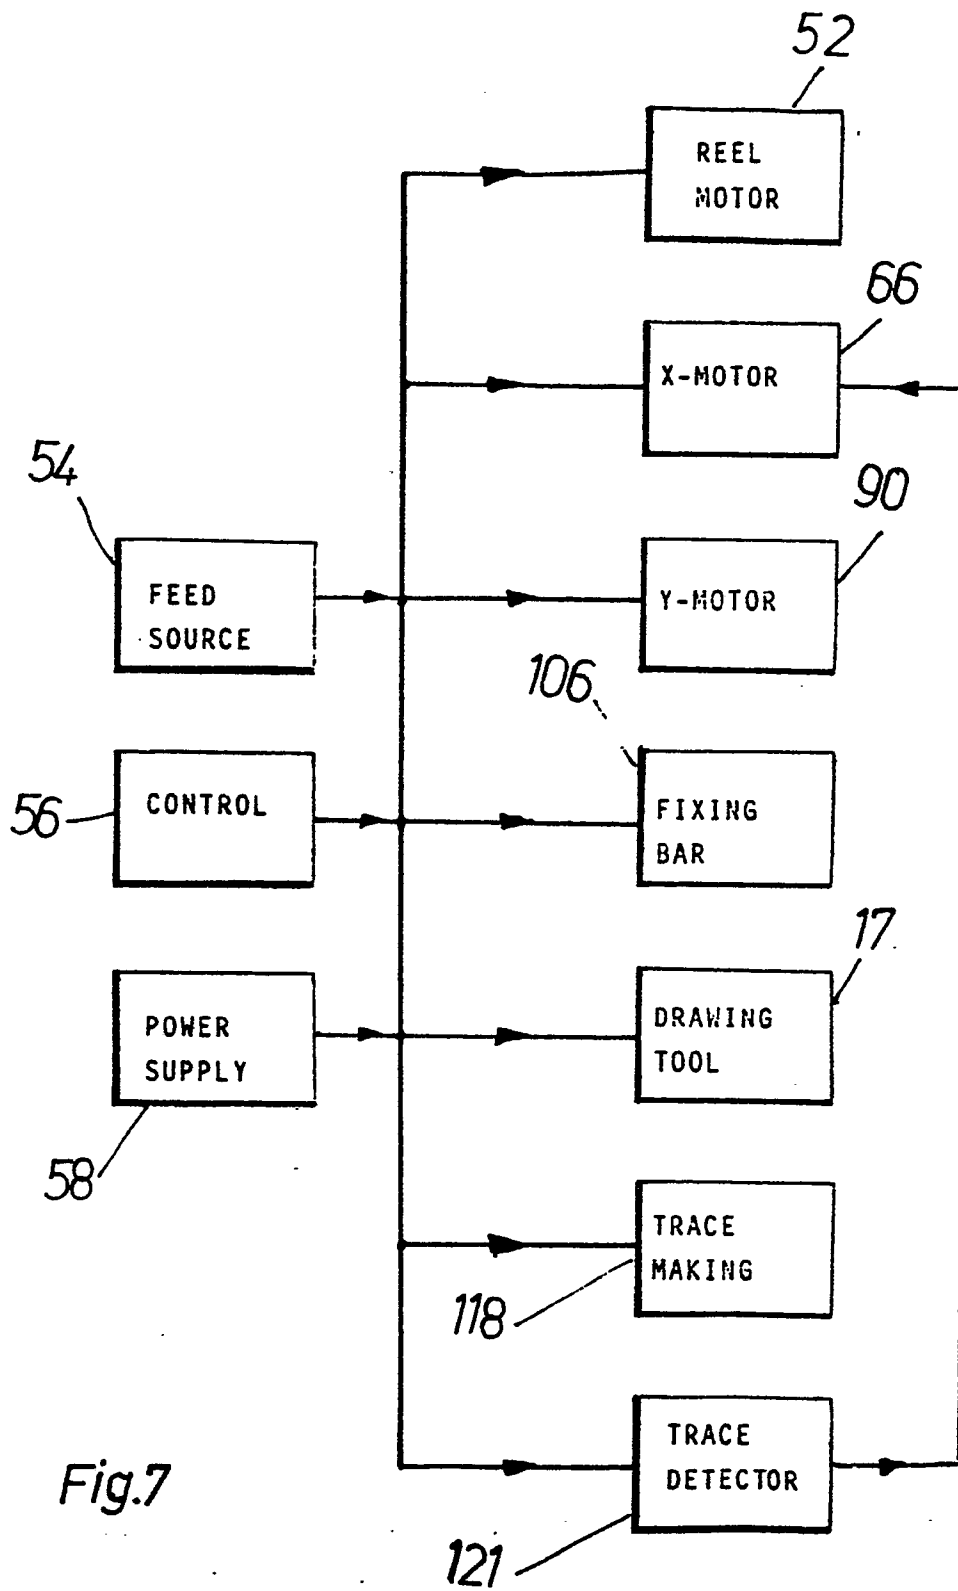 52
REEL
MOTOR
66
X-MOTOR
54
FEED
SOURCE
90
Y-MOTOR
56
CONTROL
106
FIXING
BAR
58
POWER
SUPPLY
17
DRAWING
TOOL
118
TRACE
MAKING
121
TRACE
DETECTOR
Fig.7